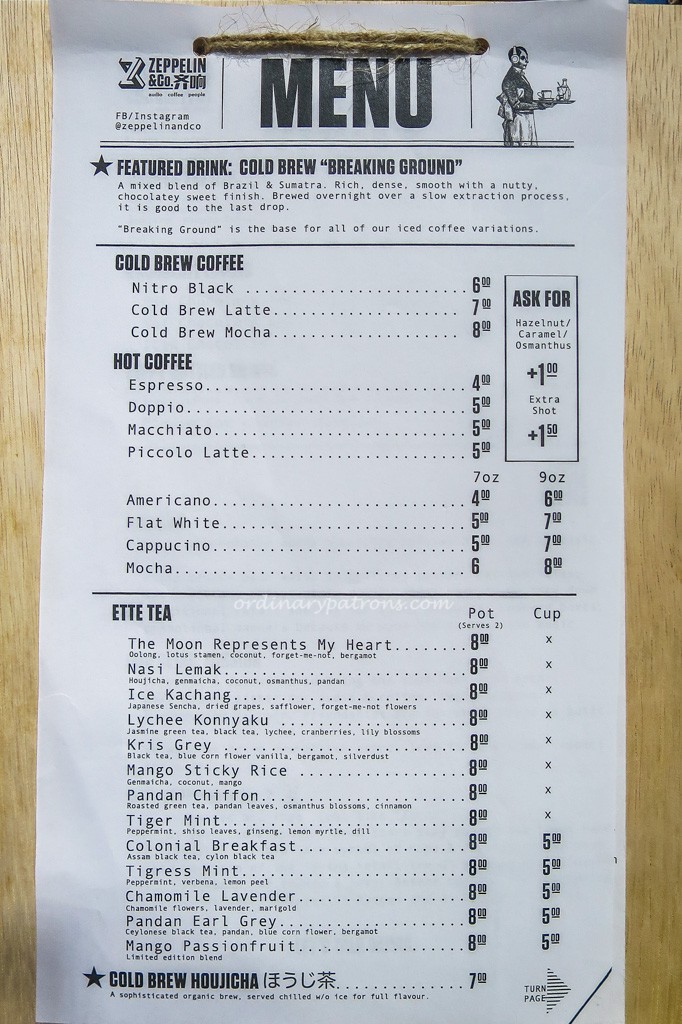 ZEPPELIN
&Co. 齐响
audio coffee people
FB/Instagram
@zeppelinandco
MENU
★ FEATURED DRINK: COLD BREW “BREAKING GROUND”
A mixed blend of Brazil & Sumatra. Rich, dense, smooth with a nutty,
chocolatey sweet finish. Brewed overnight over a slow extraction process,
it is good to the last drop.
“Breaking Ground” is the base for all of our iced coffee variations.
COLD BREW COFFEE
Nitro Black ........................ 6.00
Cold Brew Latte..................... 7.00
Cold Brew Mocha..................... 8.00
ASK FOR
Hazelnut/
Caramel/
Osmanthus
+1.00
Extra
Shot
+1.50
HOT COFFEE
Espresso............................ 4.00
Doppio.............................. 5.00
Macchiato........................... 5.00
Piccolo Latte....................... 5.00
7oz 9oz
Americano........................... 4.00 6.00
Flat White.......................... 5.00 7.00
Cappucino........................... 5.00 7.00
Mocha............................... 6 8.00
ordinarypatrons.com
ETTE TEA Pot Cup
(Serves 2)
The Moon Represents My Heart........ 8.00 x
Oolong, lotus stamen, coconut, forget-me-not, bergamot
Nasi Lemak.......................... 8.00 x
Houjicha, genmaicha, coconut, osmanthus, pandan
Ice Kachang......................... 8.00 x
Japanese Sencha, dried grapes, safflower, forget-me-not flowers
Lychee Konnyaku .................... 8.00 x
Jasmine green tea, black tea, lychee, cranberries, lily blossoms
Kris Grey .......................... 8.00 x
Black tea, blue corn flower vanilla, bergamot, silverdust
Mango Sticky Rice .................. 8.00 x
Genmaicha, coconut, mango
Pandan Chiffon...................... 8.00 x
Roasted green tea, pandan leaves, osmanthus blossoms, cinnamon
Tiger Mint.......................... 8.00 x
Peppermint, shiso leaves, ginseng, lemon myrtle, dill
Colonial Breakfast.................. 8.00 5.00
Assam black tea, cylon black tea
Tigress Mint........................ 8.00 5.00
Peppermint, verbena, lemon peel
Chamomile Lavender.................. 8.00 5.00
Chamomile flowers, lavender, marigold
Pandan Earl Grey.................... 8.00 5.00
Ceylonese black tea, pandan, blue corn flower, bergamot
Mango Passionfruit.................. 8.00 5.00
Limited edition blend
★ COLD BREW HOUJICHA ほうじ茶............... 7.00
A sophisticated organic brew, served chilled w/o ice for full flavour.
TURN
PAGE